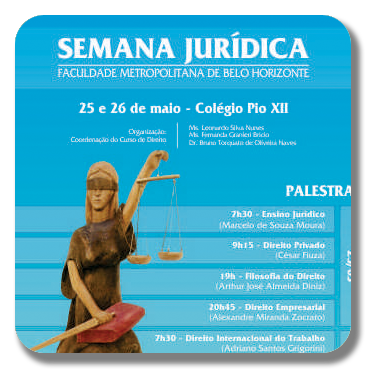 SEMANA JURÍDICA
FACULDADE METROPOLITANA DE BELO HORIZONTE
25 e 26 de maio - Colégio Pio XII
Organização:
Coordenação do Curso de Direito
Ms. Leonardo Silva Nunes
Ms. Fernanda Granieri Bricio
Dr. Bruno Torquato de Oliveira Naves
PALESTRA
7h30 - Ensino Jurídico
(Marcelo de Souza Moura)
9h15 - Direito Privado
(César Fiuza)
19h - Filosofia do Direito
(Arthur José Almeida Diniz)
20h45 - Direito Empresarial
(Alexandre Miranda Zocrato)
7h30 - Direito Internacional do Trabalho
(Adriano Santos Grigorini)